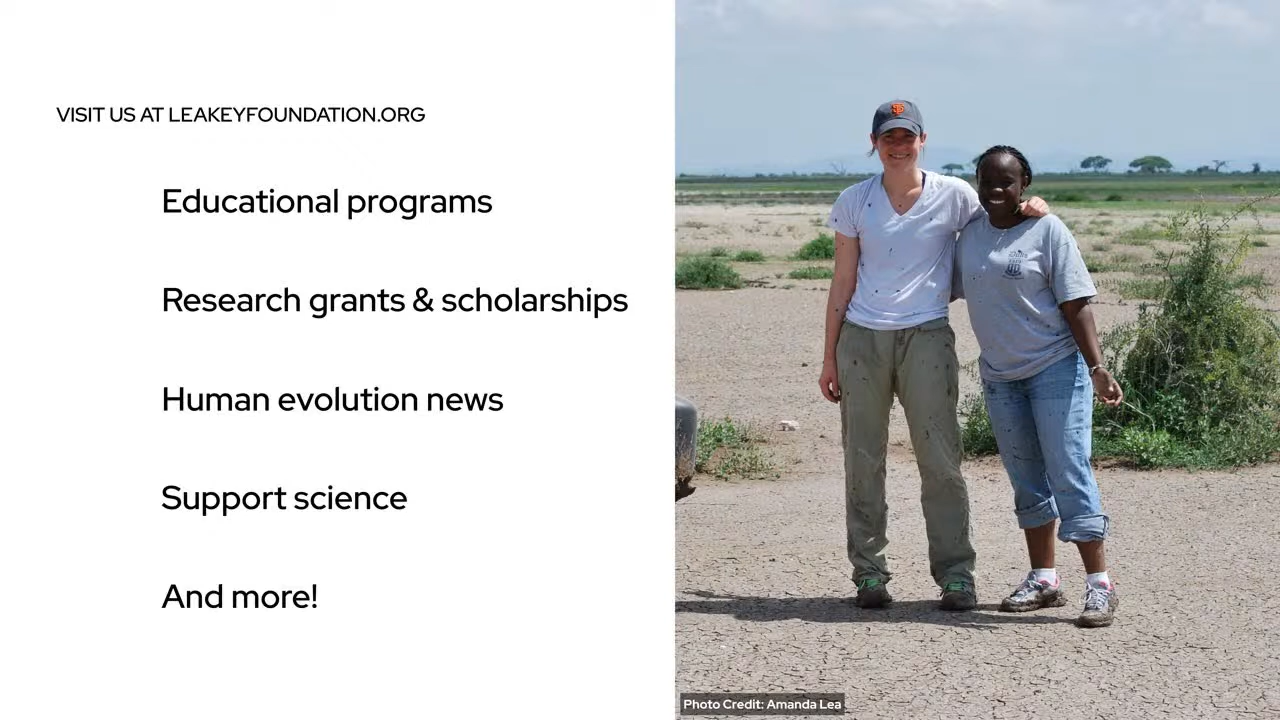 VISIT US AT LEAKEYFOUNDATION.ORG
Educational programs
Research grants & scholarships
Human evolution news
Support science
And more!
Photo Credit: Amanda Lea